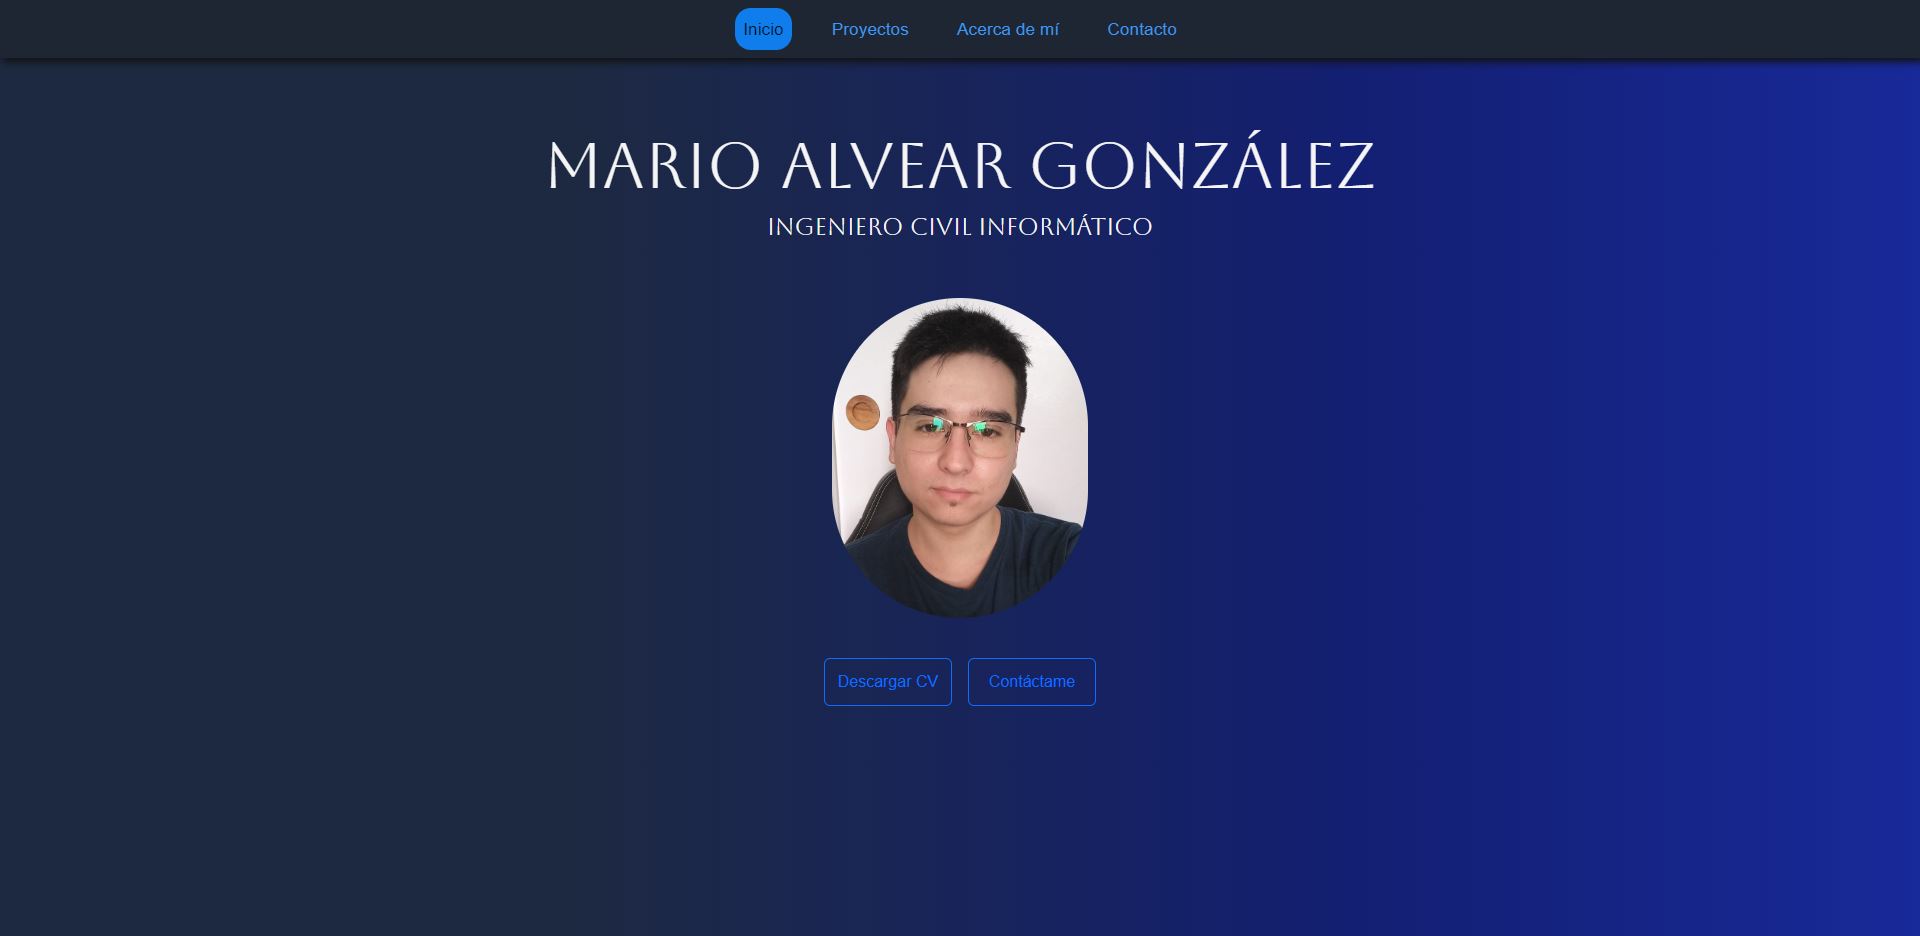 Inicio Proyectos Acerca de mí Contacto
MARIO ALVEAR GONZÁLEZ
INGENIERO CIVIL INFORMÁTICO
Descargar CV Contáctame